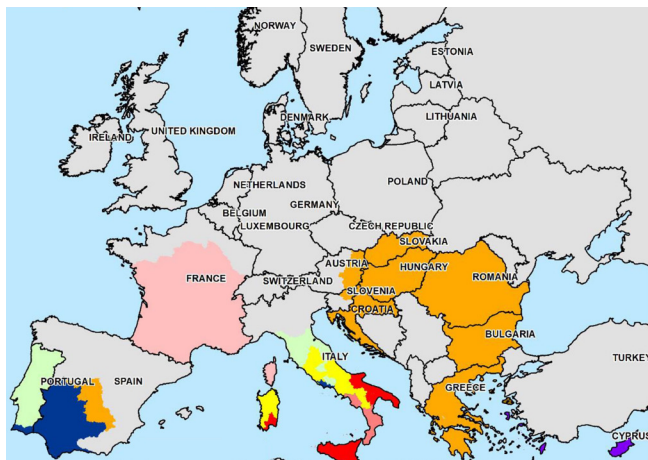 NORWAY
SWEDEN
ESTONIA
LATVIA
LITHUANIA
DENMARK
IRELAND
UNITED KINGDOM
NETHERLANDS
GERMANY
POLAND
BELGIUM
LUXEMBOURG
CZECH REPUBLIC
SLOVAKIA
AUSTRIA
HUNGARY
FRANCE
SWITZERLAND
ROMANIA
SLOVENIA
CROATIA
BULGARIA
ITALY
TURKEY
PORTUGAL
SPAIN
GREECE
CYPRUS